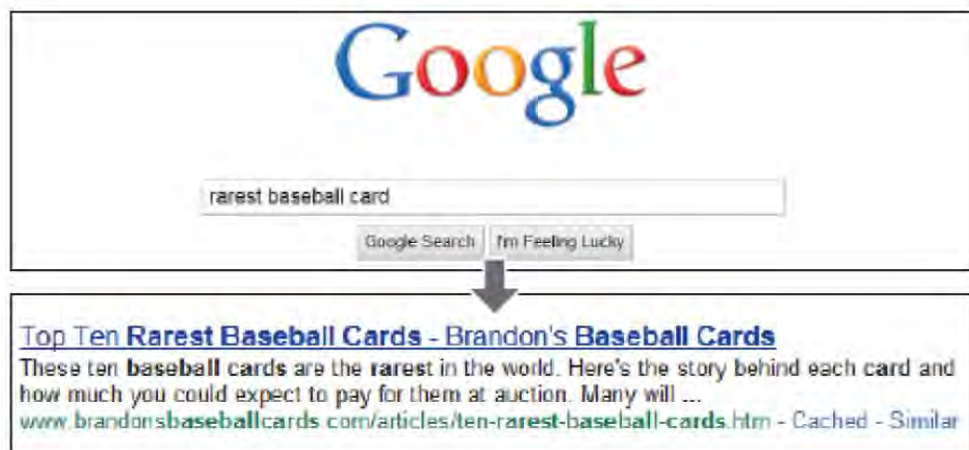 Google
rarest baseball card
Google Search I'm Feeling Lucky
Top Ten Rarest Baseball Cards - Brandon's Baseball Cards
These ten baseball cards are the rarest in the world. Here's the story behind each card and
how much you could expect to pay for them at auction. Many will ...
www.brandonsbaseballcards.com/articles/ten-rarest-baseball-cards.htm - Cached - Similar